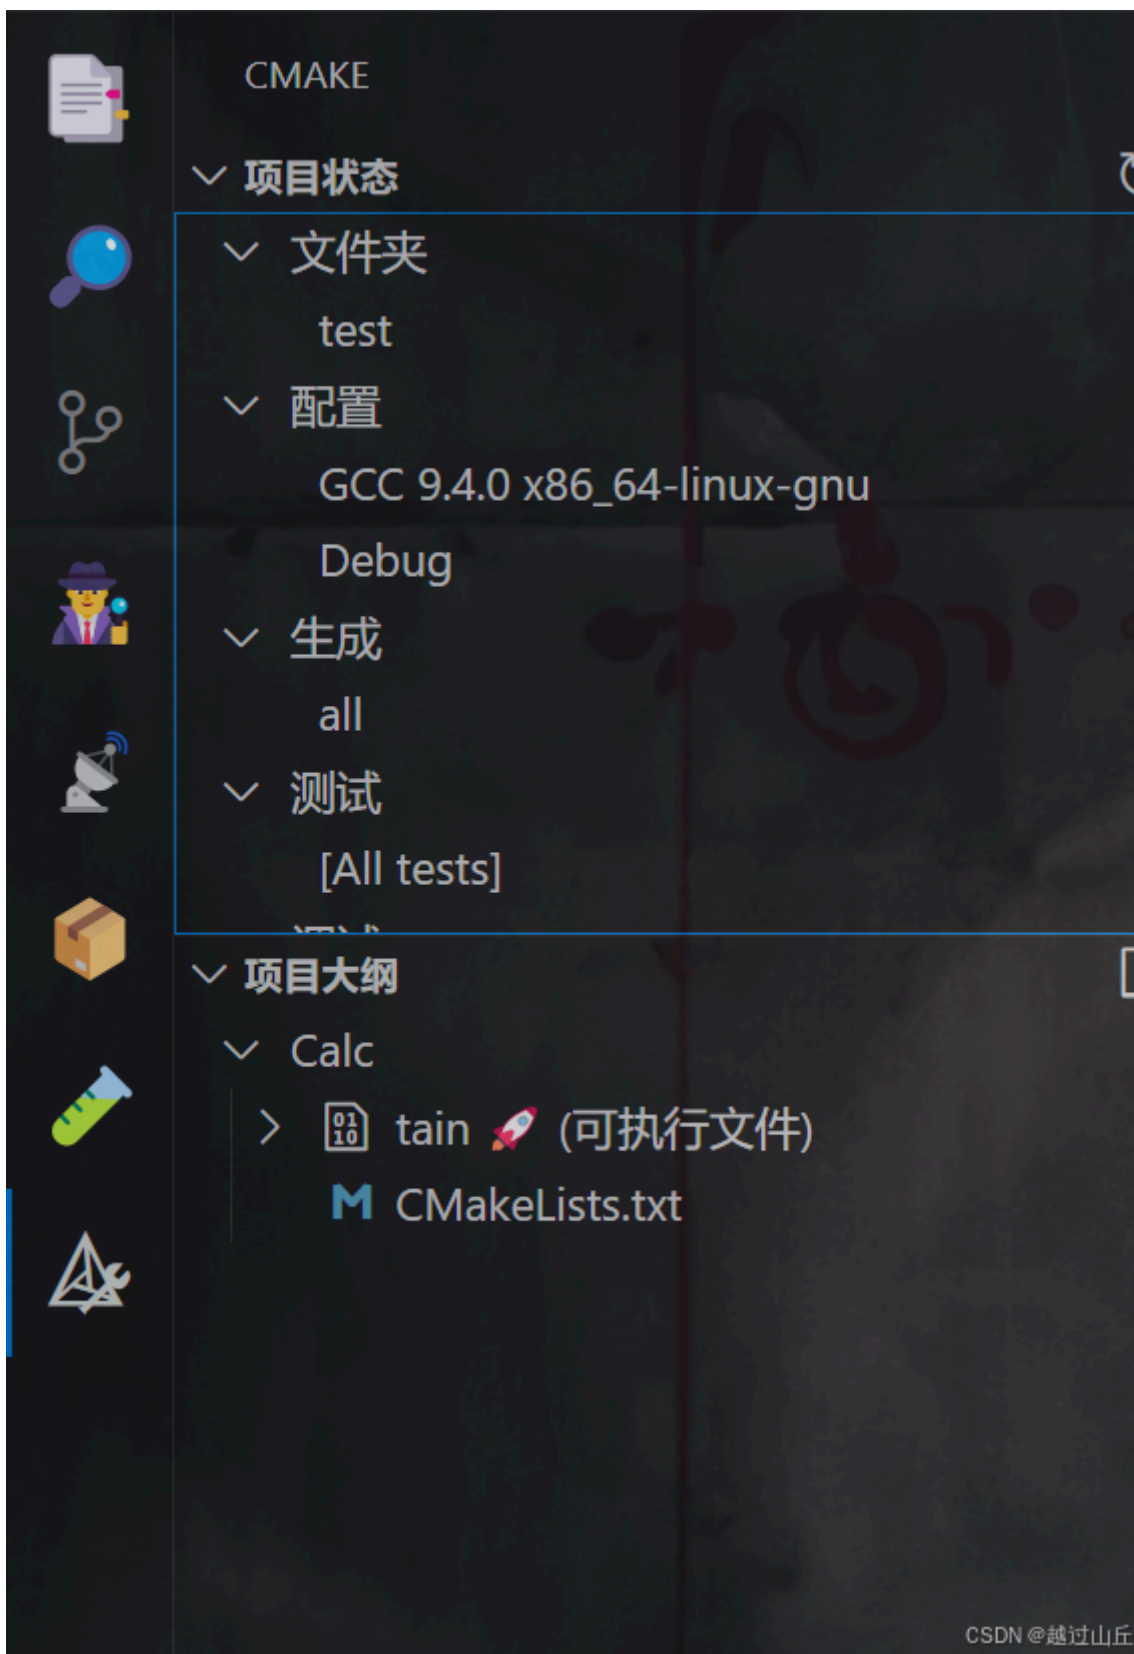 CMAKE
项目状态
文件夹
test
配置
GCC 9.4.0 x86_64-linux-gnu
Debug
生成
all
测试
[All tests]
项目大纲
Calc
tain 🚀 (可执行文件)
CMakeLists.txt
CSDN @越过山丘